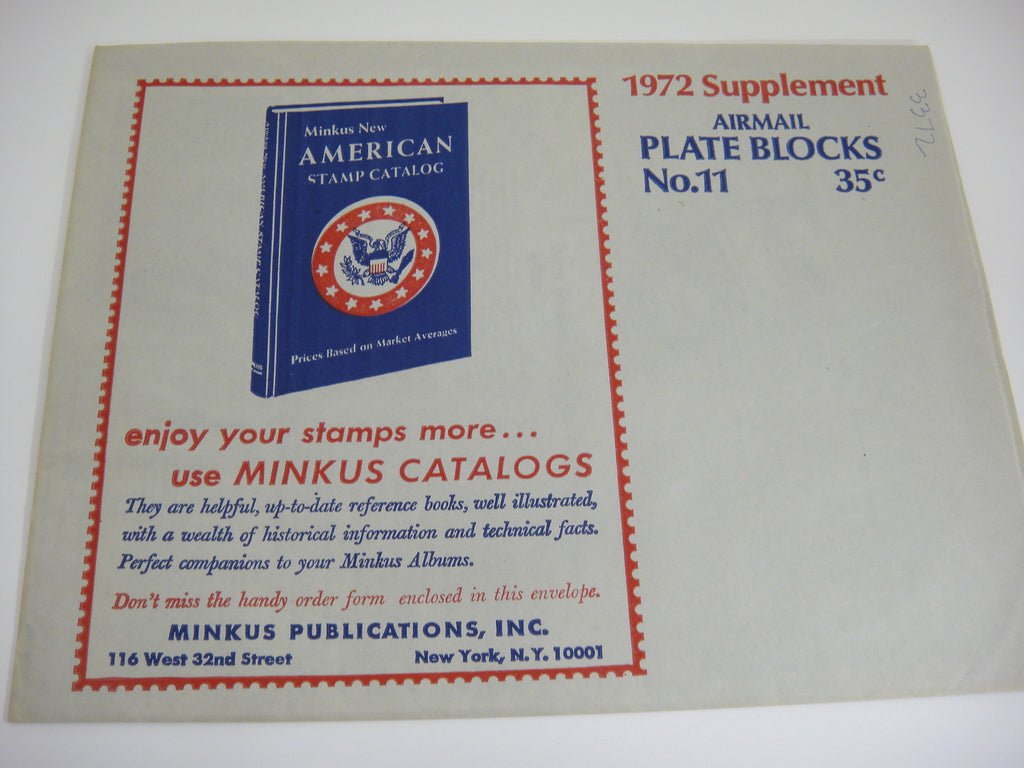 1972 Supplement
AIRMAIL
PLATE BLOCKS
No.11 35c
Minkus New
AMERICAN
STAMP CATALOG
Prices Based on Market Averages
enjoy your stamps more...
use MINKUS CATALOGS
They are helpful, up-to-date reference books, well illustrated,
with a wealth of historical information and technical facts.
Perfect companions to your Minkus Albums.
Don't miss the handy order form enclosed in this envelope.
MINKUS PUBLICATIONS, INC.
116 West 32nd Street New York, N.Y. 10001